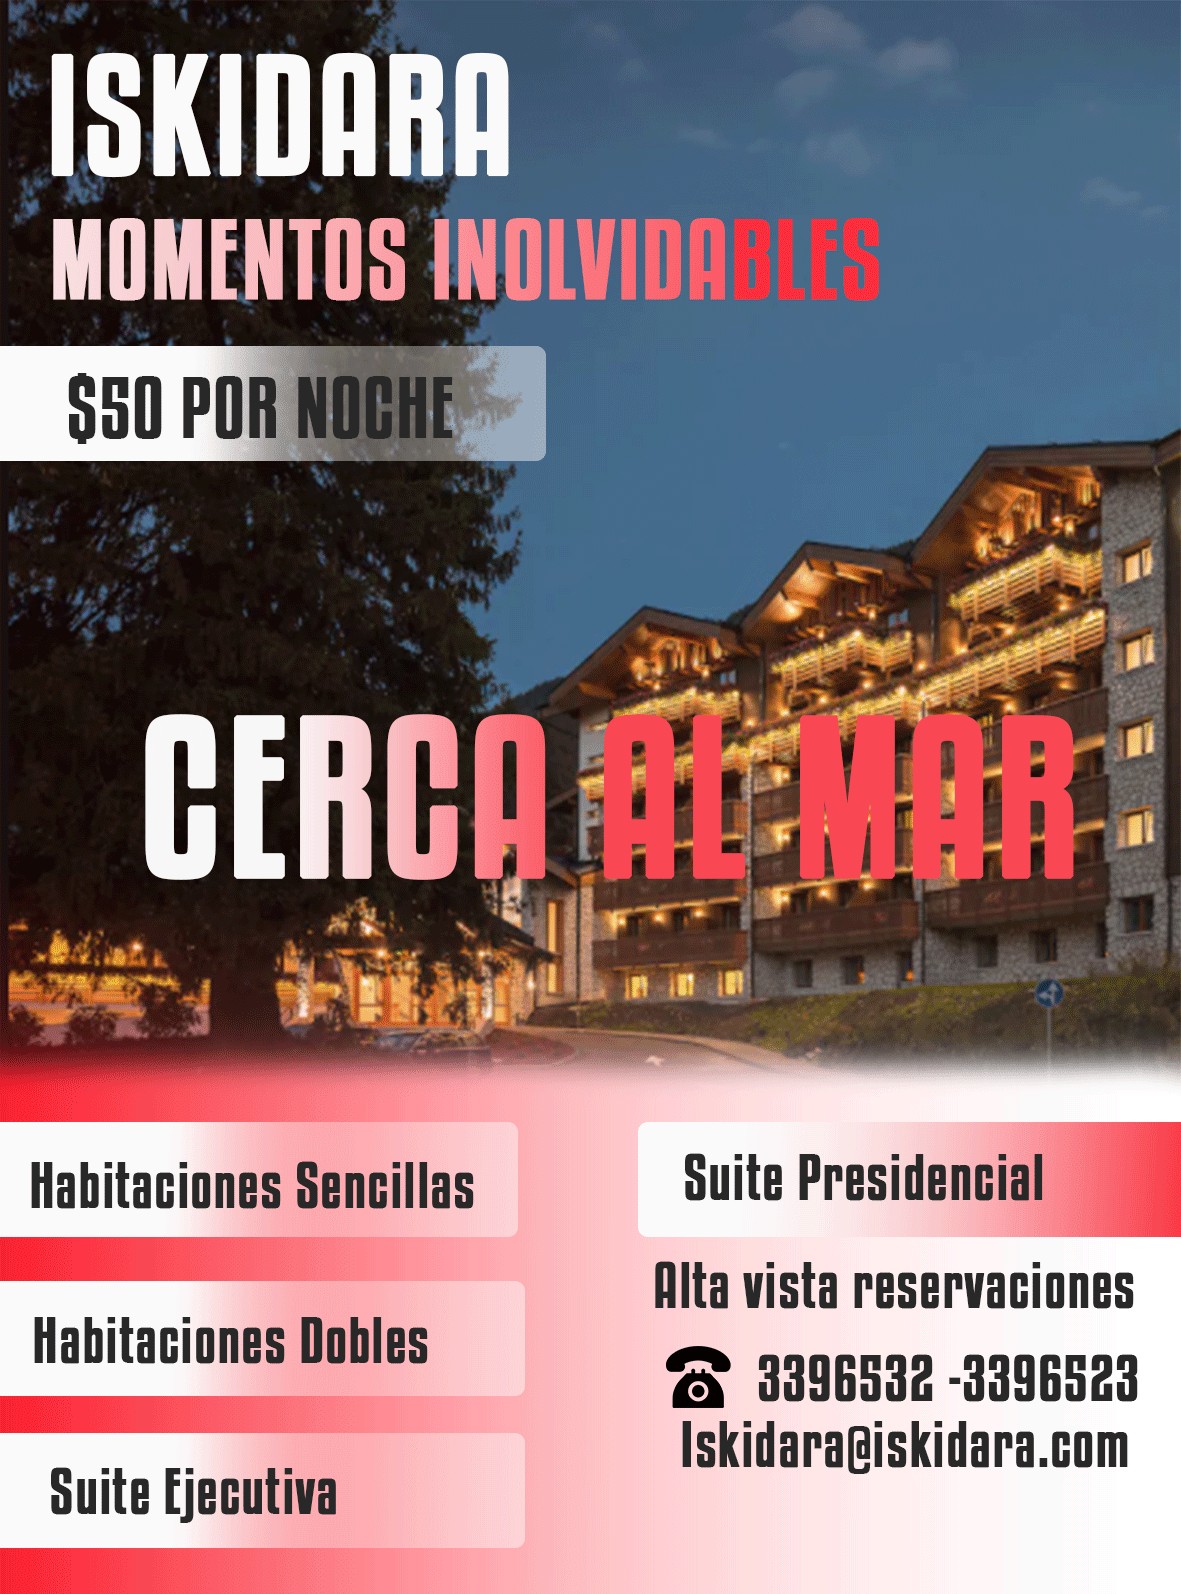 ISKIDARA
MOMENTOS INOLVIDABLES
$50 POR NOCHE
CERCA AL MAR
Habitaciones Sencillas
Habitaciones Dobles
Suite Ejecutiva
Suite Presidencial
Alta vista reservaciones
3396532 -3396523
Iskidara@iskidara.com